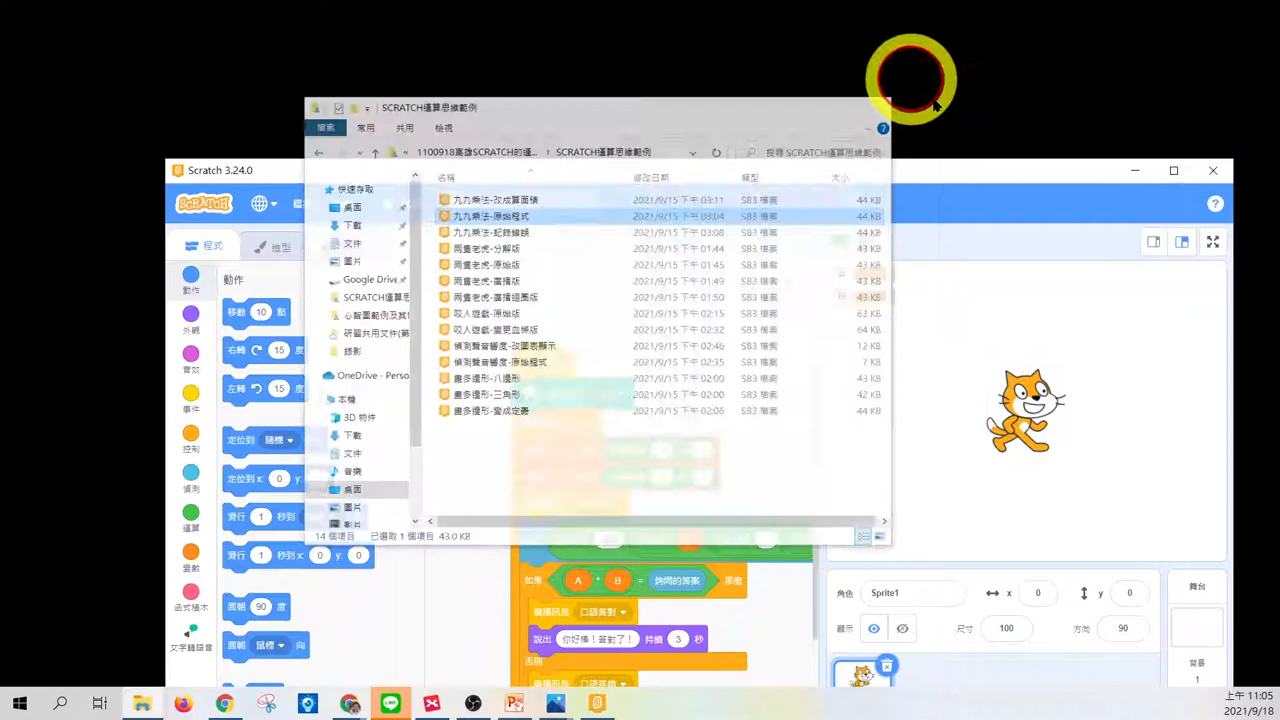 SCRATCH運算思維範例
檔案 常用 共用 檢視
1100918高雄SCRATCH的運... › SCRATCH運算思維範例
搜尋 SCRATCH運算思維範例
名稱 修改日期 類型 大小
九九乘法-改成算面積 2021/9/15 下午 03:11 SB3 檔案 44 KB
九九乘法-原始程式 2021/9/15 下午 03:04 SB3 檔案 44 KB
九九乘法-記錄錯誤 2021/9/15 下午 03:08 SB3 檔案 44 KB
兩隻老虎-分解版 2021/9/15 下午 01:44 SB3 檔案 43 KB
兩隻老虎-原始版 2021/9/15 下午 01:45 SB3 檔案 43 KB
兩隻老虎-廣播版 2021/9/15 下午 01:49 SB3 檔案 43 KB
兩隻老虎-廣播迴圈版 2021/9/15 下午 01:50 SB3 檔案 43 KB
咬人遊戲-原始版 2021/9/15 下午 02:15 SB3 檔案 63 KB
咬人遊戲-變更血條版 2021/9/15 下午 02:32 SB3 檔案 64 KB
偵測聲音響度-改圖表顯示 2021/9/15 下午 02:46 SB3 檔案 12 KB
偵測聲音響度-原始程式 2021/9/15 下午 02:35 SB3 檔案 7 KB
畫多邊形-八邊形 2021/9/15 下午 02:00 SB3 檔案 43 KB
畫多邊形-三角形 2021/9/15 下午 02:00 SB3 檔案 42 KB
畫多邊形-變成定義 2021/9/15 下午 02:06 SB3 檔案 44 KB
快速存取
桌面
下載
文件
圖片
Google Drive
SCRATCH運算思
心智圖範例及其
研習共用文件(第
錄影
OneDrive - Perso
本機
3D 物件
下載
文件
音樂
桌面
圖片
影片
14 個項目 已選取 1 個項目 43.0 KB
Scratch 3.24.0
SCRATCH
程式 造型
動作
外觀
音效
事件
控制
偵測
運算
變數
函式積木
文字轉語音
動作
移動 10 點
右轉 15 度
左轉 15 度
定位到 隨機
定位到 x: 0 y:
滑行 1 秒到
滑行 1 秒到 x: 0 y: 0
面朝 90 度
面朝 鼠標 向
如果 A * B = 詢問的答案 那麼
廣播訊息 口語答對
說出 你好棒！答對了！ 持續 3 秒
否則
廣播訊息 口語答錯
角色 Sprite1 x 0 y 0
顯示 尺寸 100 方向 90
舞台
背景
1
上午 11:05
2021/9/18